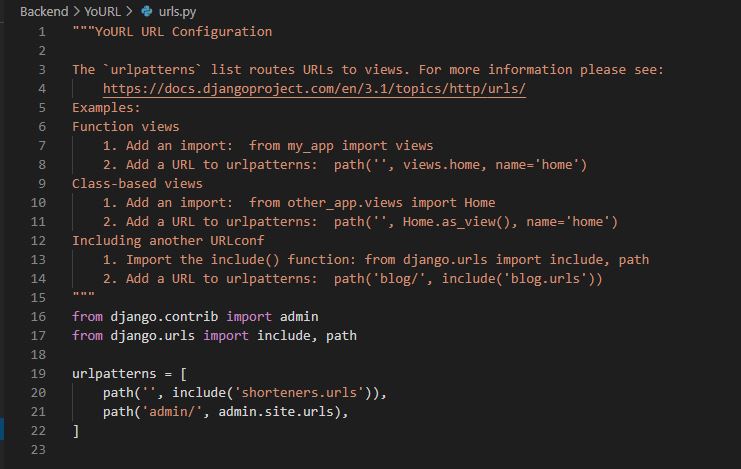 Backend > YoURL > urls.py
1 """YoURL URL Configuration
2
3 The `urlpatterns` list routes URLs to views. For more information please see:
4     https://docs.djangoproject.com/en/3.1/topics/http/urls/
5 Examples:
6 Function views
7     1. Add an import:  from my_app import views
8     2. Add a URL to urlpatterns:  path('', views.home, name='home')
9 Class-based views
10     1. Add an import:  from other_app.views import Home
11     2. Add a URL to urlpatterns:  path('', Home.as_view(), name='home')
12 Including another URLconf
13     1. Import the include() function: from django.urls import include, path
14     2. Add a URL to urlpatterns:  path('blog/', include('blog.urls'))
15 """
16 from django.contrib import admin
17 from django.urls import include, path
18
19 urlpatterns = [
20     path('', include('shorteners.urls')),
21     path('admin/', admin.site.urls),
22 ]
23